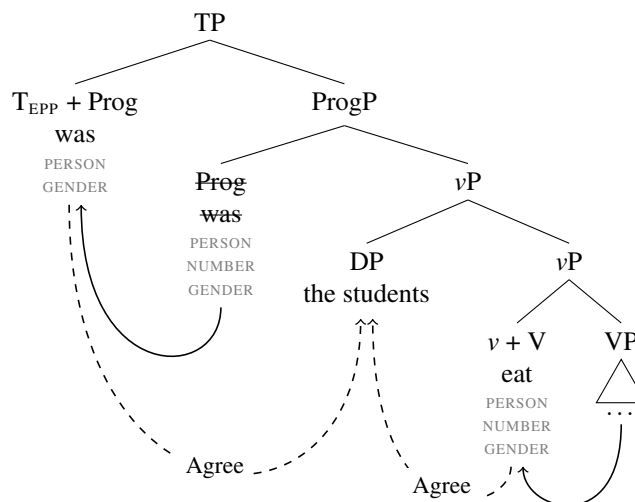 TP
T_EPP + Prog
was
PERSON
GENDER
ProgP
Prog
was
PERSON
NUMBER
GENDER
vP
DP
the students
vP
v + V
eat
PERSON
NUMBER
GENDER
VP
...
Agree
Agree